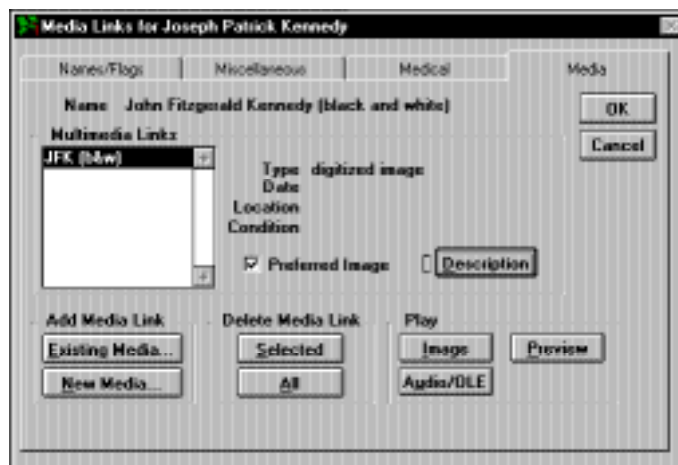 Media Links for Joseph Patrick Kennedy
Names/Flags Miscellaneous Medical Media
Name John Fitzgerald Kennedy (black and white)
OK
Multimedia Links
Cancel
JFK (b&w)
Type digitized image
Date
Location
Condition
Preferred Image Description
Add Media Link Delete Media Link Play
Existing Media... Selected Image Preview
New Media... All Audio/OLE